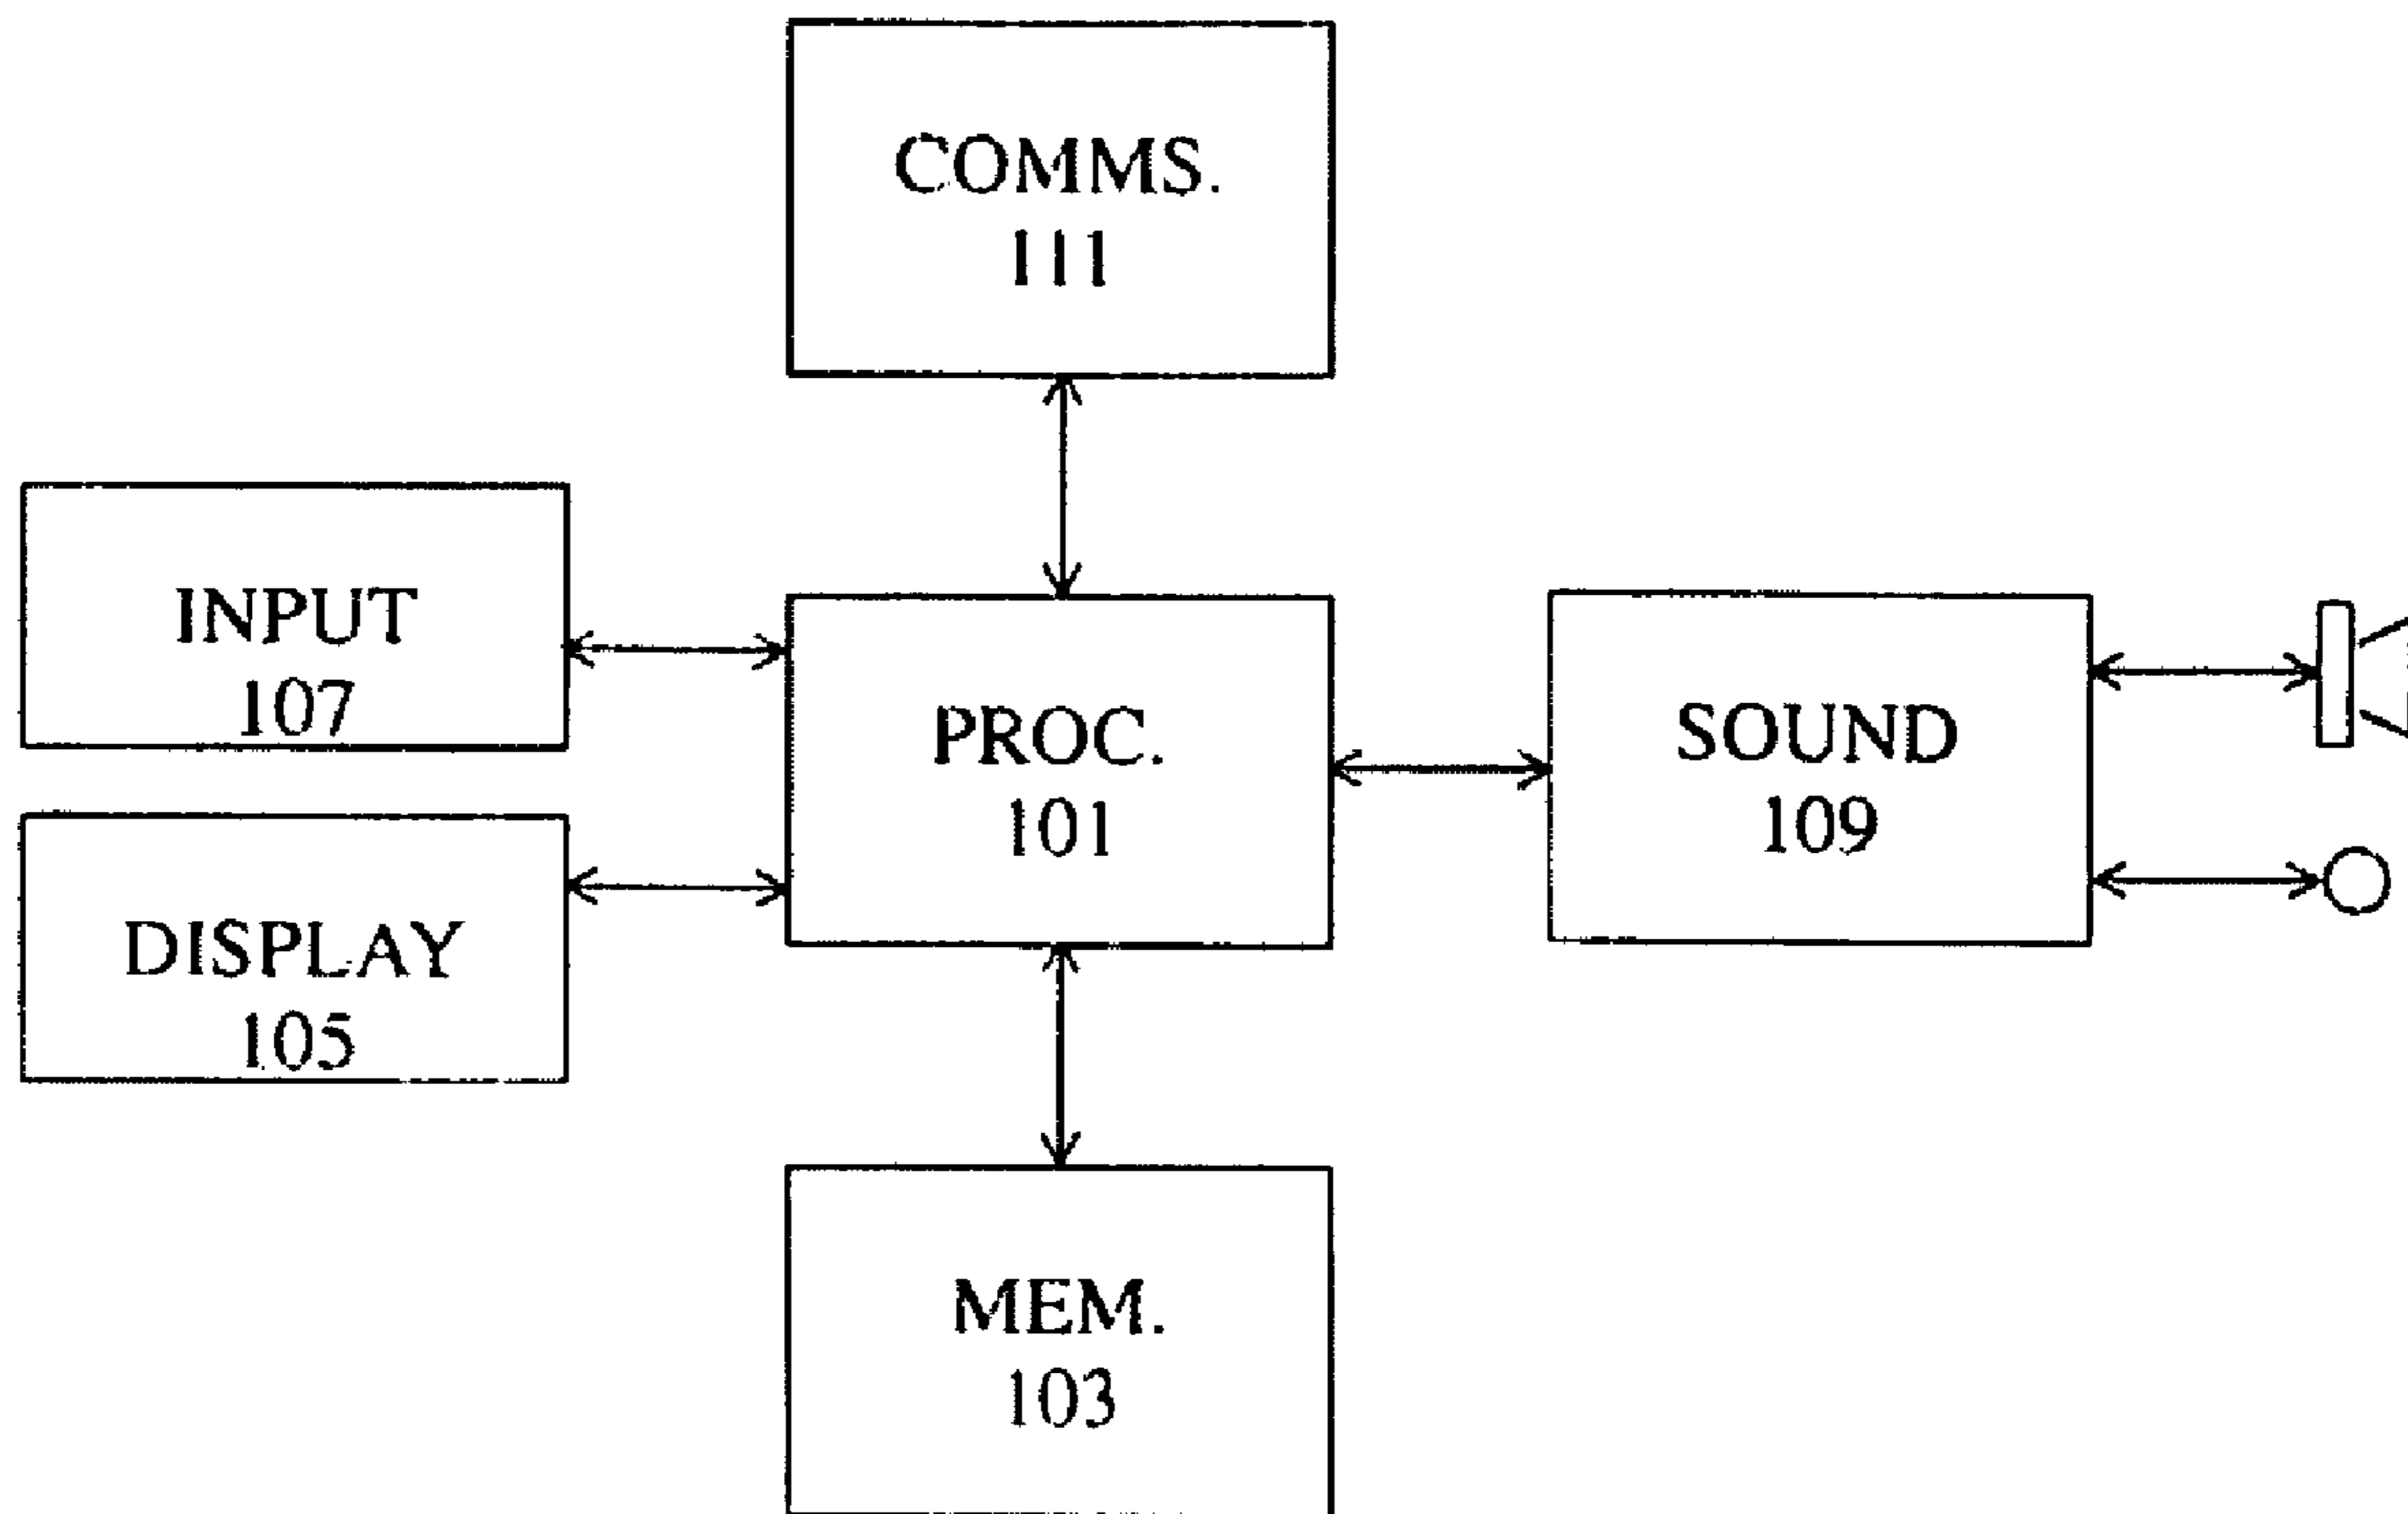 COMMS.
111
INPUT
107
PROC.
101
SOUND
109
DISPLAY
105
MEM.
103